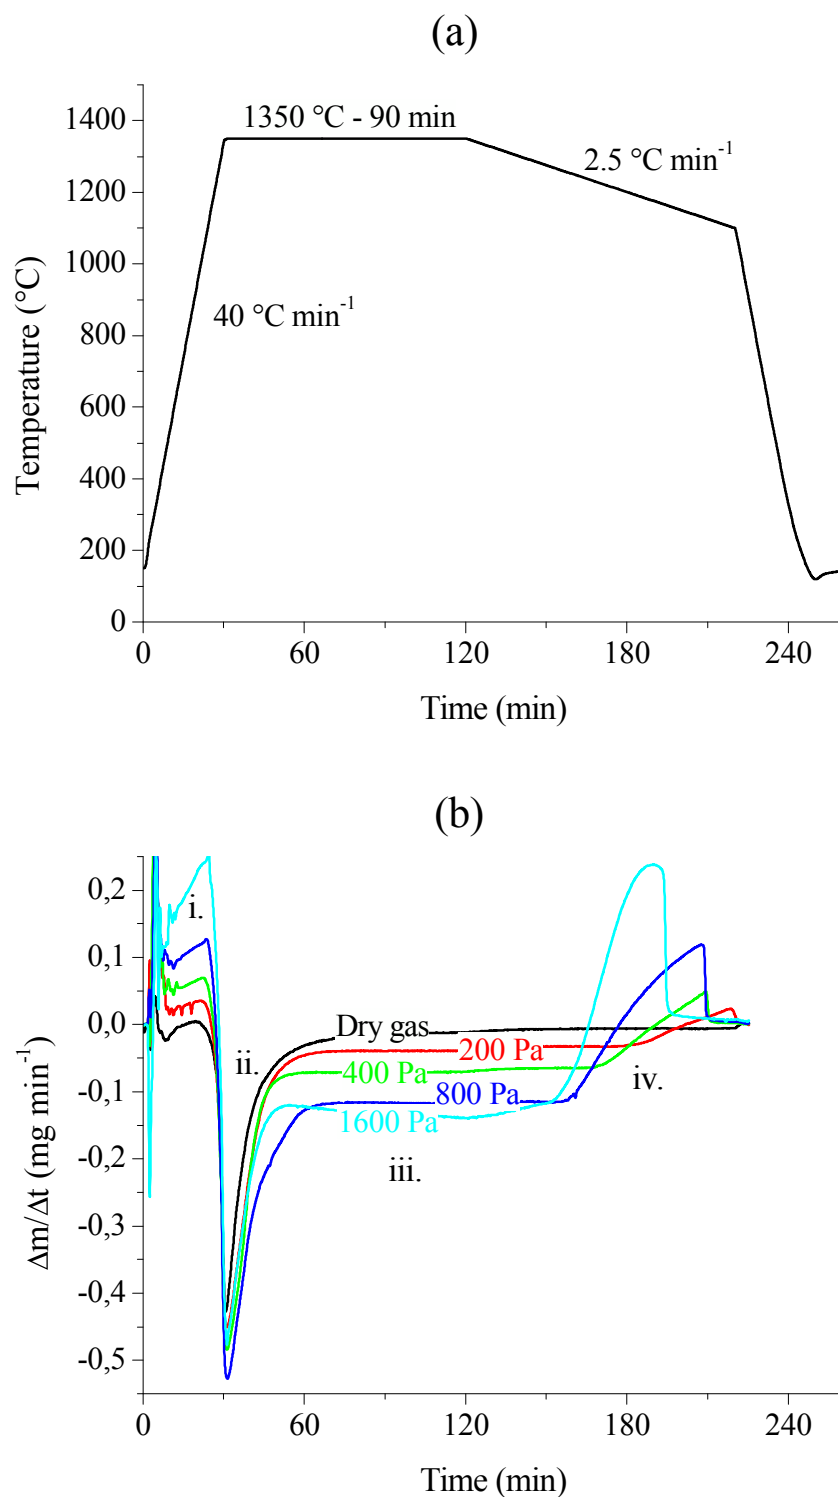 (a)
1400
1200
1000
800
600
400
200
0
Temperature (°C)
1350 °C - 90 min
2.5 °C min⁻¹
40 °C min⁻¹
0 60 120 180 240
Time (min)
(b)
0,2
0,1
0,0
-0,1
-0,2
-0,3
-0,4
-0,5
Δm/Δt (mg min⁻¹)
i.
Dry gas
ii.
200 Pa
400 Pa
iv.
800 Pa
1600 Pa
iii.
0 60 120 180 240
Time (min)